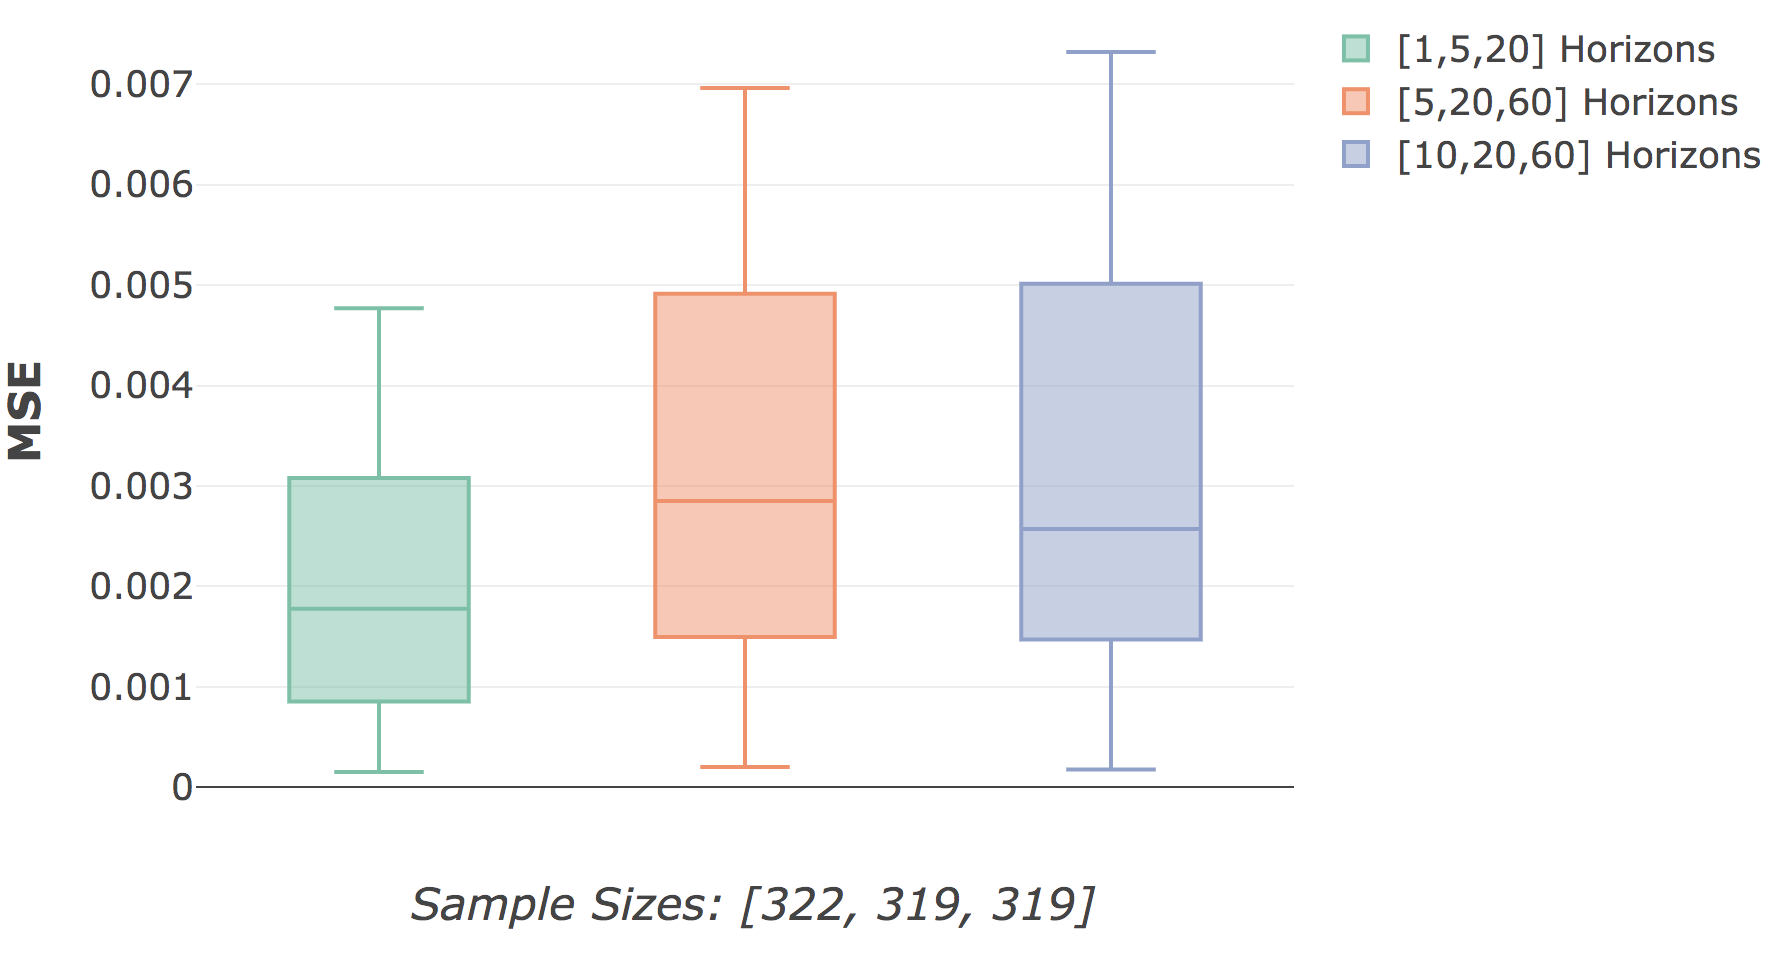 [1,5,20] Horizons
[5,20,60] Horizons
[10,20,60] Horizons
MSE
0.007
0.006
0.005
0.004
0.003
0.002
0.001
0
Sample Sizes: [322, 319, 319]